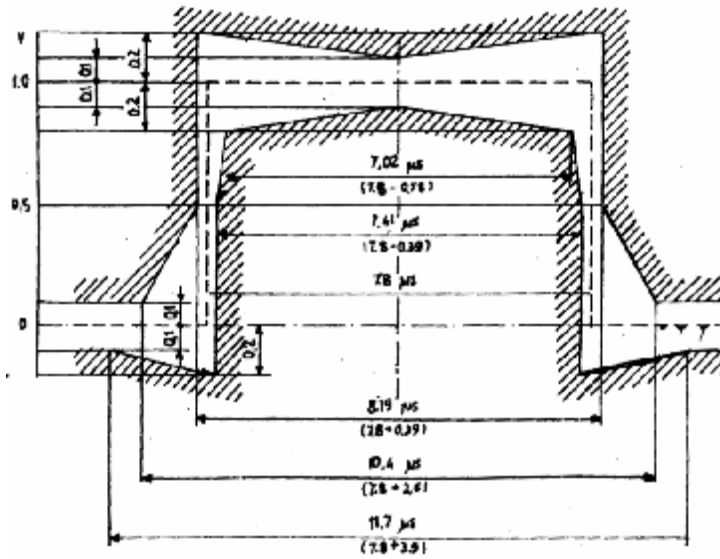 V
0.1
0.2
1.0
0.1
0.2
7.02 µs
(7.8 - 0.78)
0.5
7.41 µs
(7.8 - 0.39)
7.8 µs
0.1
0
0.1
0.2
8.19 µs
(7.8 + 0.39)
10.4 µs
(7.8 + 2.6)
11.7 µs
(7.8 + 3.9)